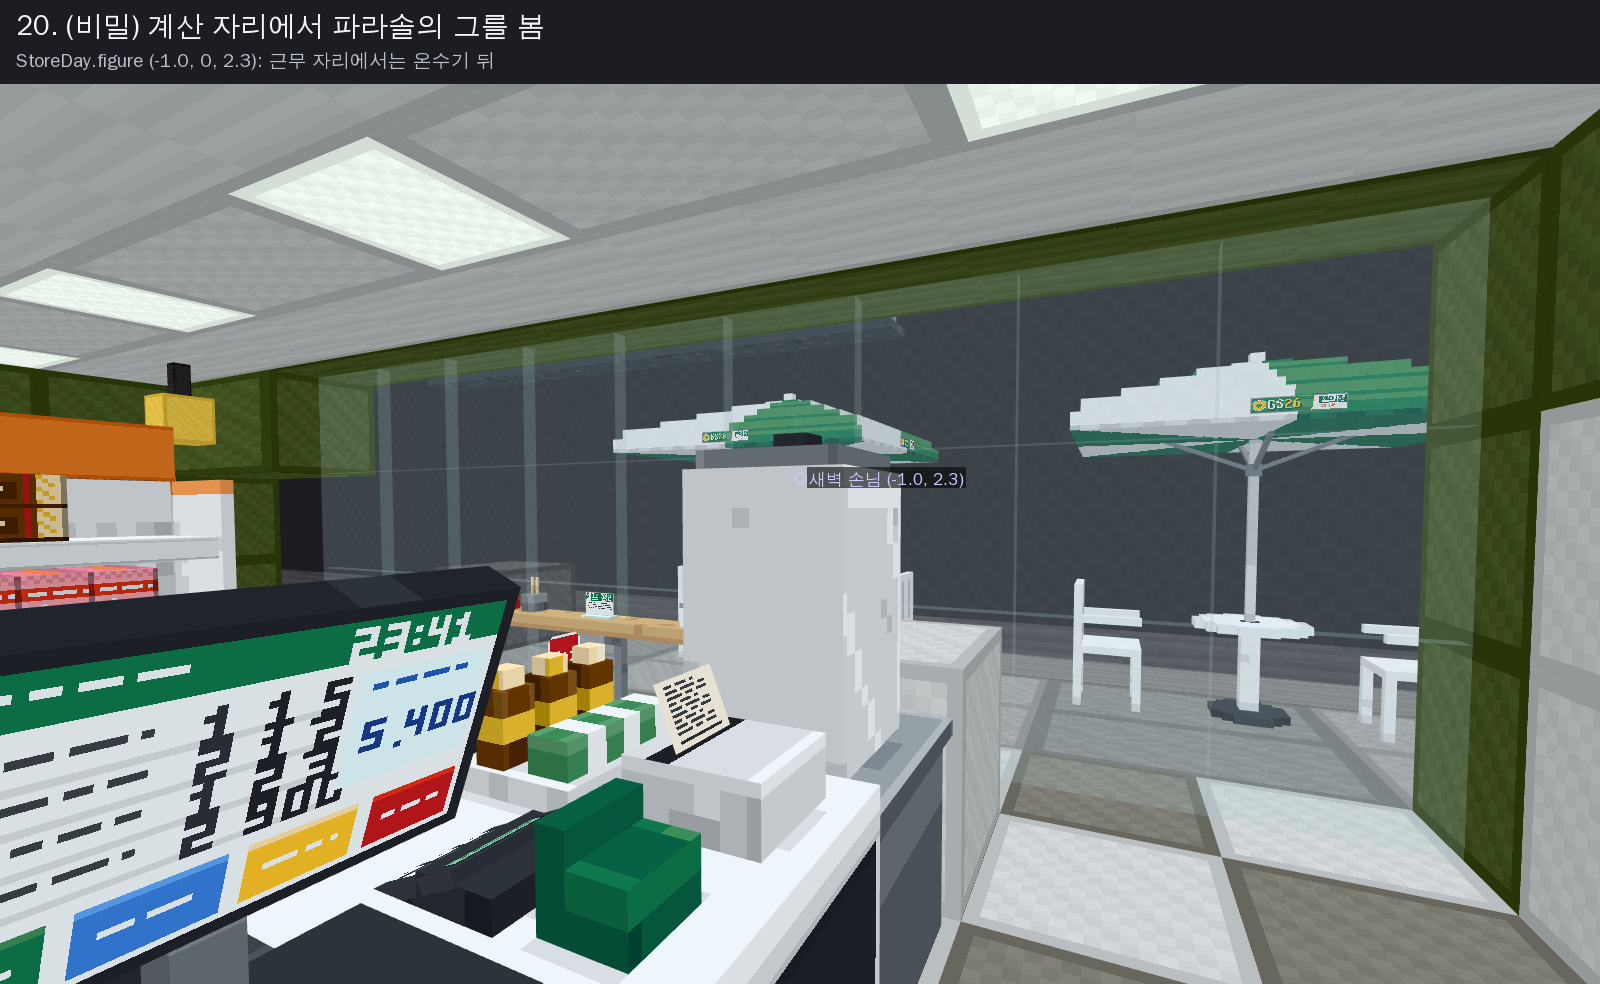 20. (비밀) 계산 자리에서 파라솔의 그를 봄
StoreDay.figure (-1.0, 0, 2.3): 근무 자리에서는 온수기 뒤
GS26
GS26
새벽 손님 (-1.0, 2.3)
23:41
5.400